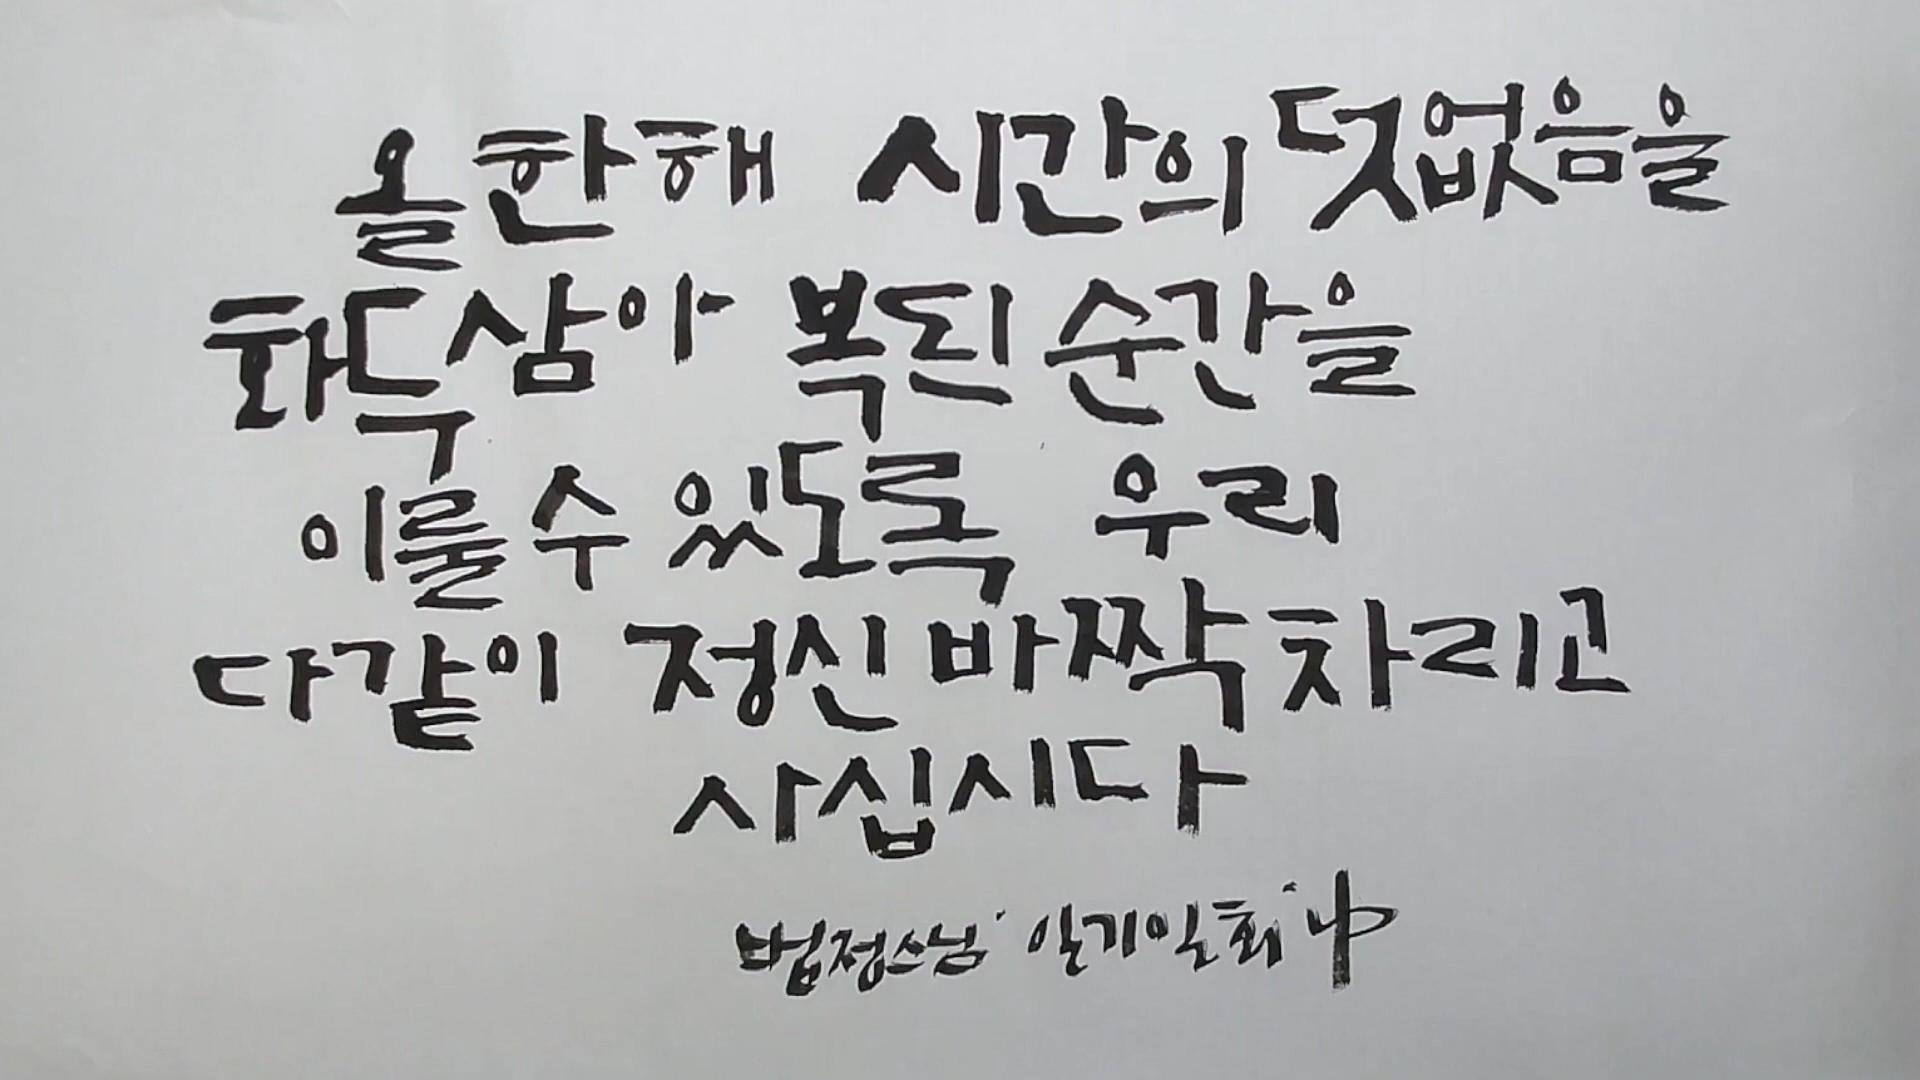 올 한해 시간의 덧없음을
화두 삼아 복된 순간을
이룰 수 있도록 우리
다같이 정신 바짝 차리고
사십시다
법정스님 '일기일회' 中